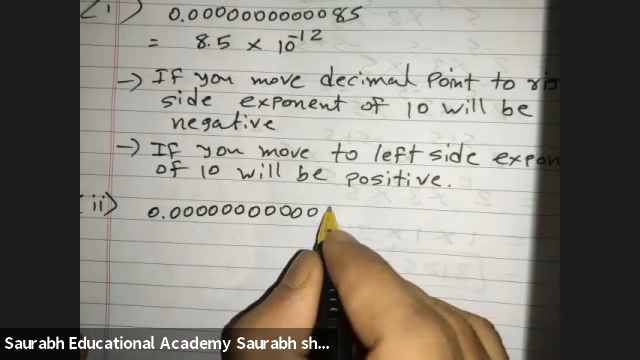 (i) 0.0000000000085
= 8.5 × 10⁻¹²
→ If you move decimal point to
side exponent of 10 will be
negative
→ If you move to left side expon
of 10 will be positive.
ii) 0.00000000000
Saurabh Educational Academy Saurabh sh...